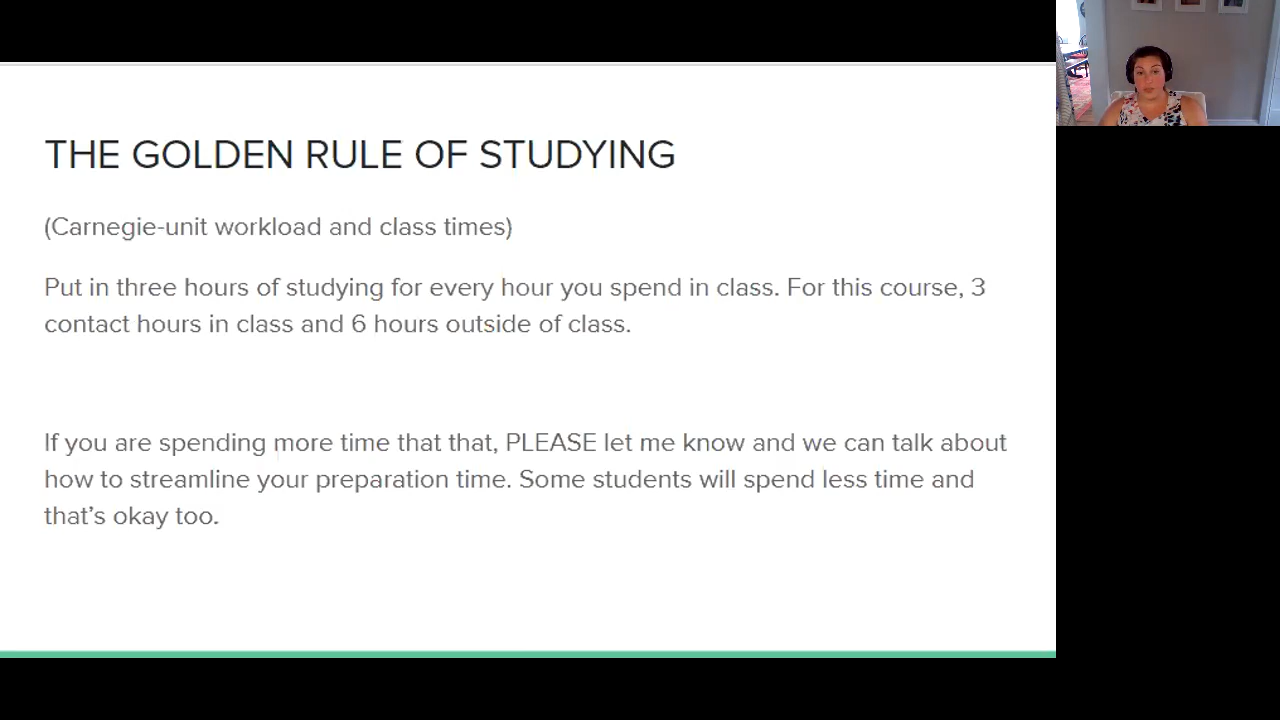 THE GOLDEN RULE OF STUDYING
(Carnegie-unit workload and class times)
Put in three hours of studying for every hour you spend in class. For this course, 3
contact hours in class and 6 hours outside of class.
If you are spending more time that that, PLEASE let me know and we can talk about
how to streamline your preparation time. Some students will spend less time and
that’s okay too.